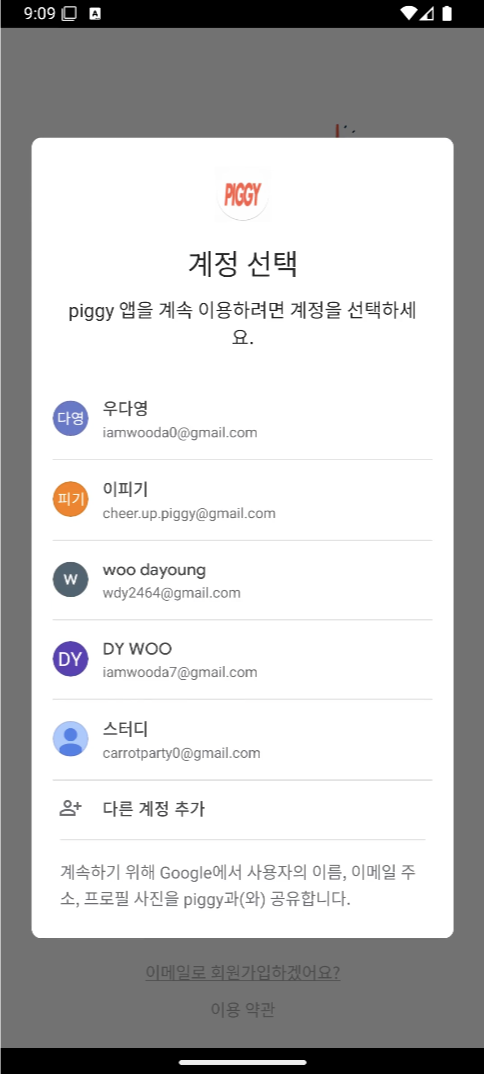 9:09
A
PIGGY
계정 선택
piggy 앱을 계속 이용하려면 계정을 선택하세
요.
다영
우다영
iamwooda0@gmail.com
피기
이피기
cheer.up.piggy@gmail.com
W
woo dayoung
wdy2464@gmail.com
DY
DY WOO
iamwooda7@gmail.com
스터디
carrotparty0@gmail.com
다른 계정 추가
계속하기 위해 Google에서 사용자의 이름, 이메일 주
소, 프로필 사진을 piggy과(와) 공유합니다.
이메일로 회원가입하겠어요?
이용 약관